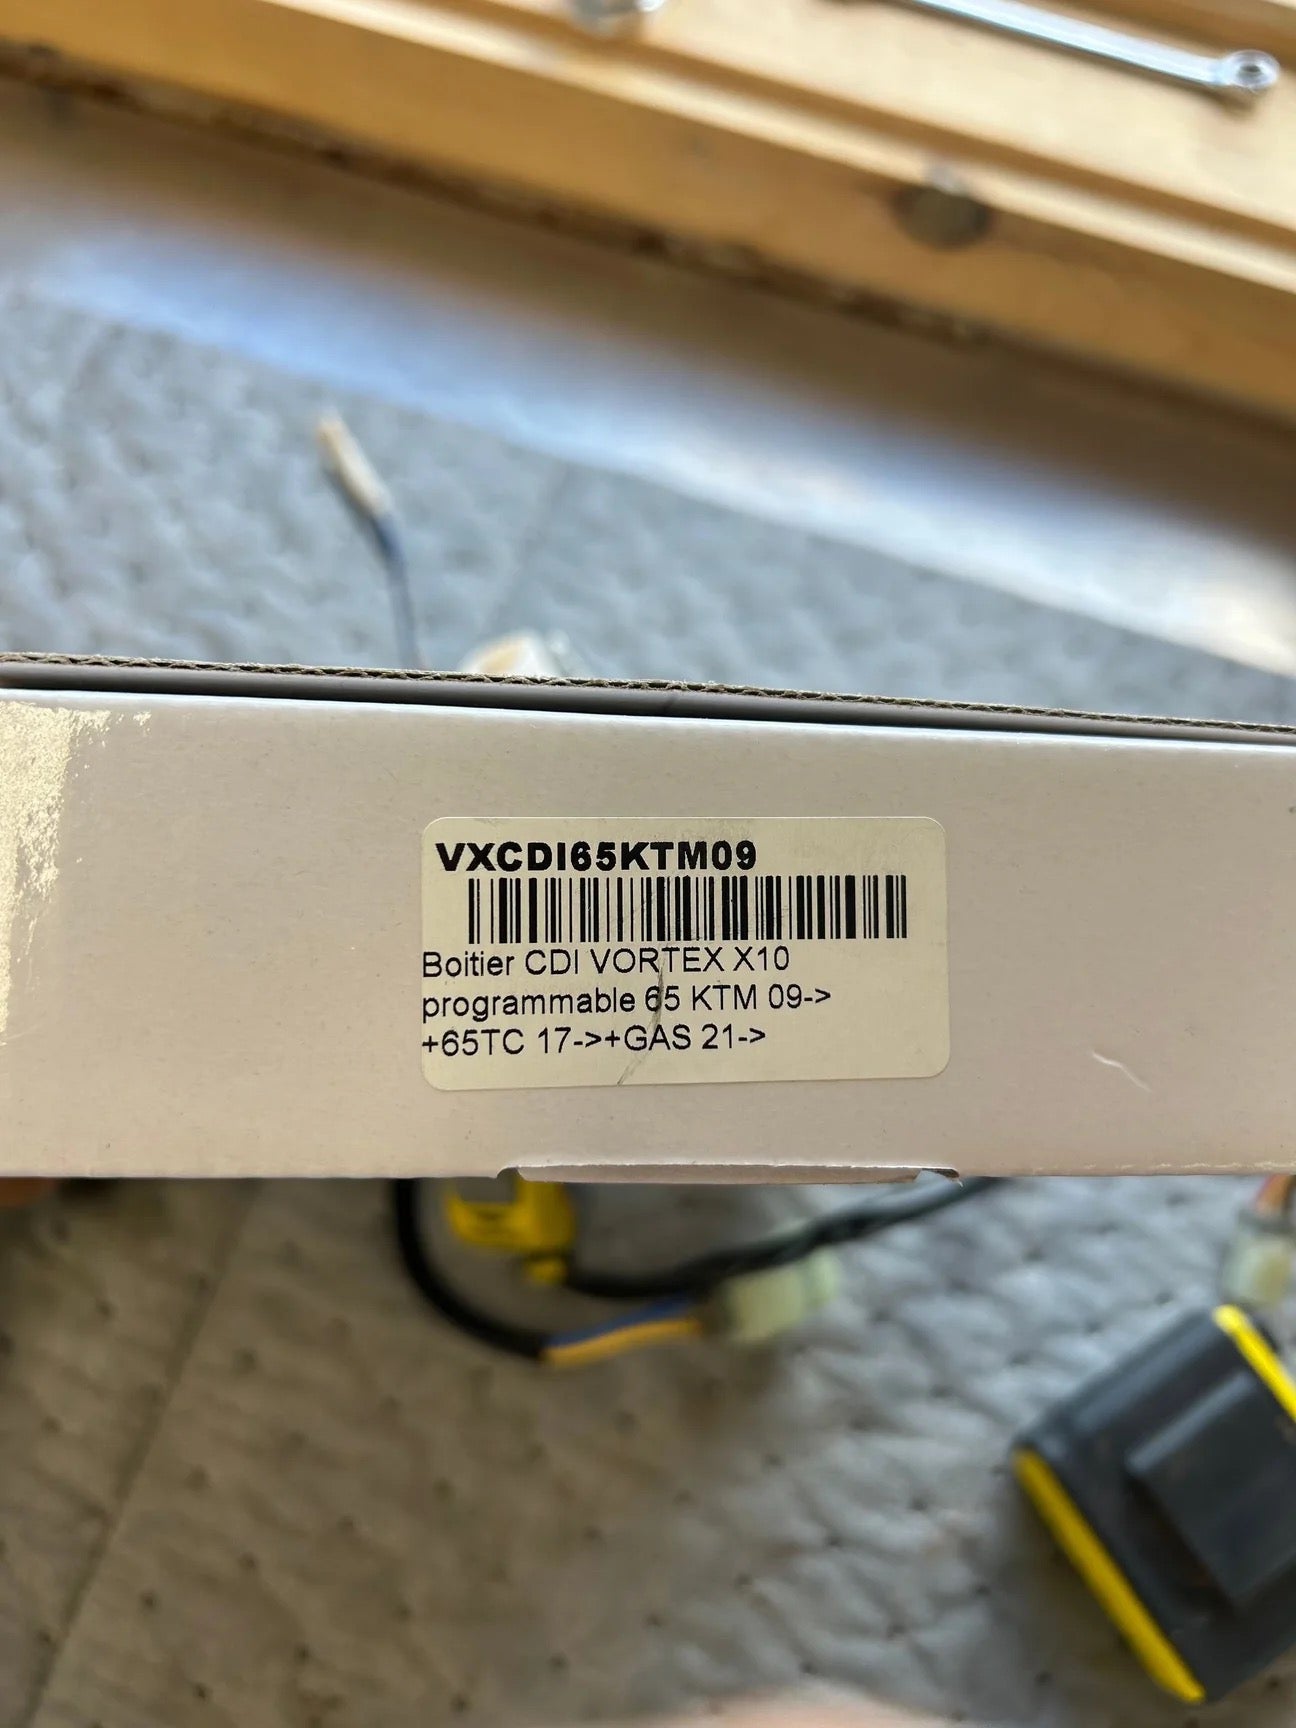 VXCDI65KTM09
Boitier CDI VORTEX X10
programmable 65 KTM 09->
+65TC 17->+GAS 21->